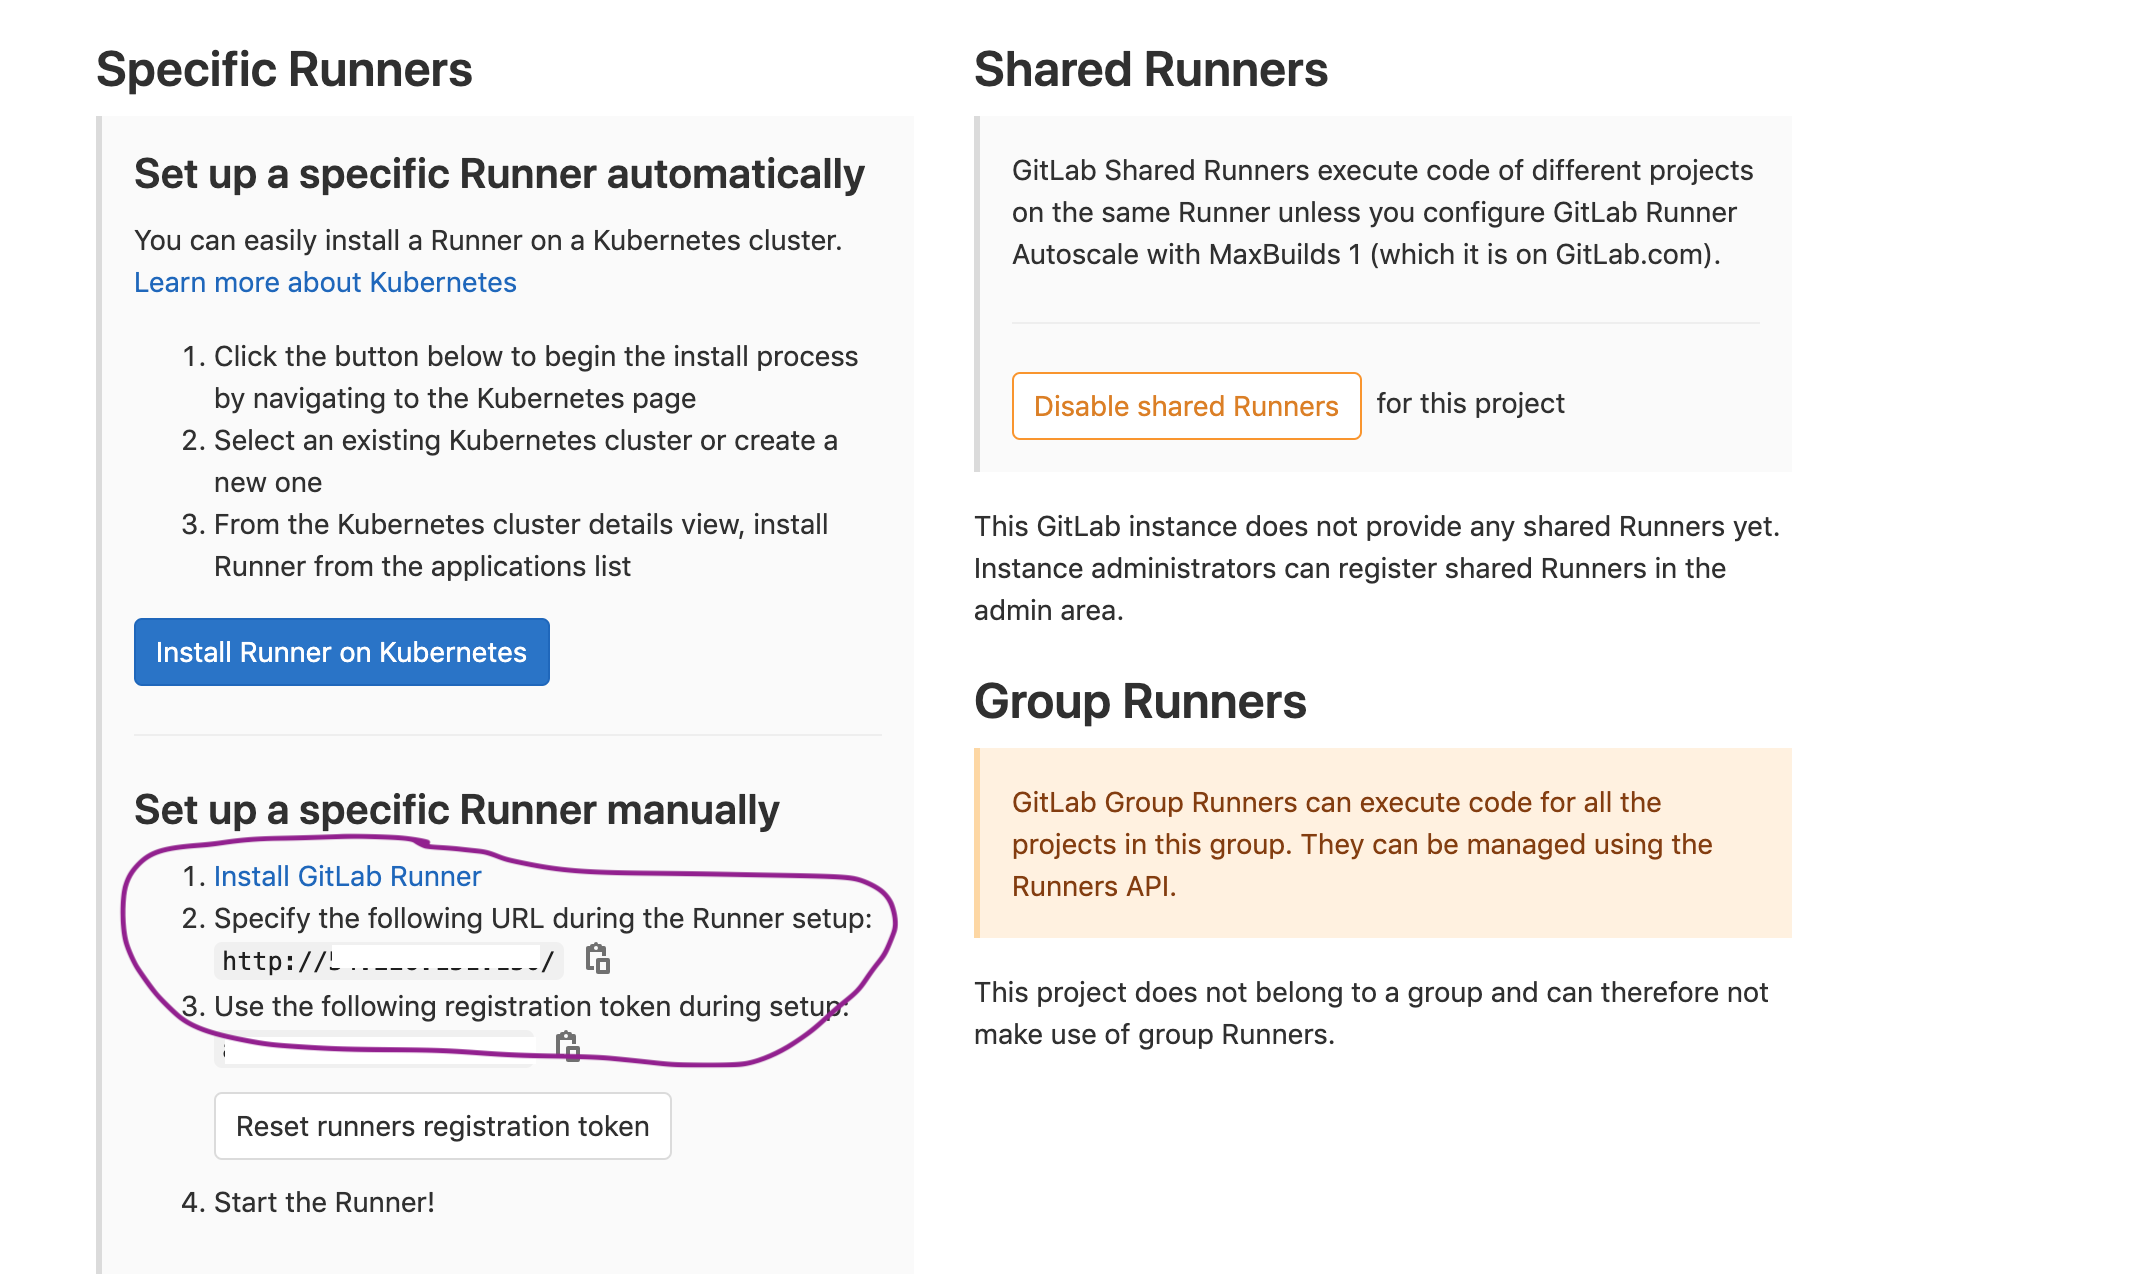 Specific Runners
Set up a specific Runner automatically
You can easily install a Runner on a Kubernetes cluster.
Learn more about Kubernetes
1. Click the button below to begin the install process
by navigating to the Kubernetes page
2. Select an existing Kubernetes cluster or create a
new one
3. From the Kubernetes cluster details view, install
Runner from the applications list
Install Runner on Kubernetes
Set up a specific Runner manually
1. Install GitLab Runner
2. Specify the following URL during the Runner setup:
http:// /
3. Use the following registration token during setup:
Reset runners registration token
4. Start the Runner!
Shared Runners
GitLab Shared Runners execute code of different projects
on the same Runner unless you configure GitLab Runner
Autoscale with MaxBuilds 1 (which it is on GitLab.com).
Disable shared Runners for this project
This GitLab instance does not provide any shared Runners yet.
Instance administrators can register shared Runners in the
admin area.
Group Runners
GitLab Group Runners can execute code for all the
projects in this group. They can be managed using the
Runners API.
This project does not belong to a group and can therefore not
make use of group Runners.